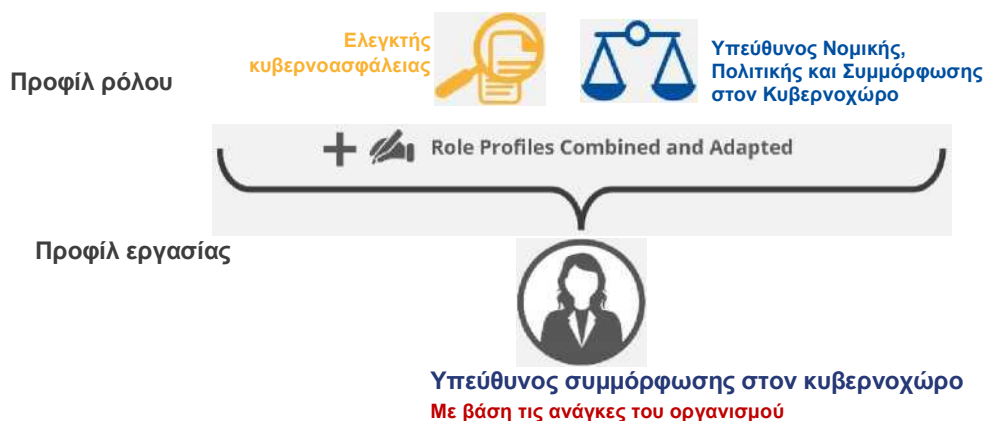 Ελεγκτής
κυβερνοασφάλειας
Υπεύθυνος Νομικής,
Πολιτικής και Συμμόρφωσης
στον Κυβερνοχώρο
Προφίλ ρόλου
Role Profiles Combined and Adapted
Προφίλ εργασίας
Υπεύθυνος συμμόρφωσης στον κυβερνοχώρο
Με βάση τις ανάγκες του οργανισμού